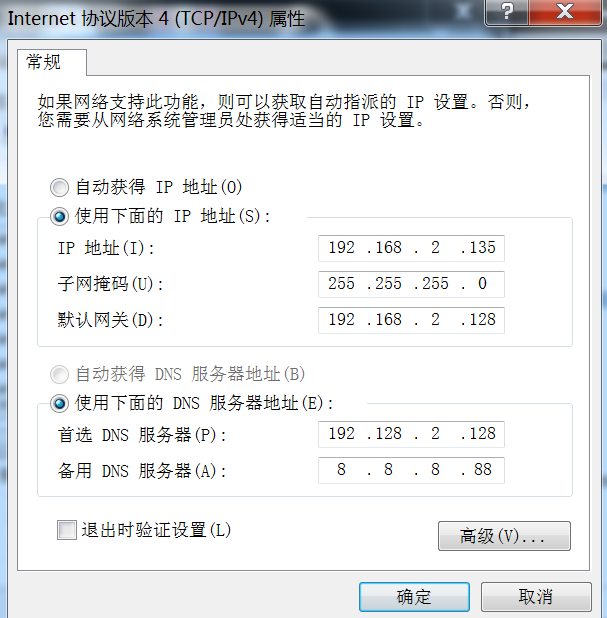 Internet 协议版本 4 (TCP/IPv4) 属性
?
常规
如果网络支持此功能，则可以获取自动指派的 IP 设置。否则，
您需要从网络系统管理员处获得适当的 IP 设置。
自动获得 IP 地址(O)
使用下面的 IP 地址(S):
IP 地址(I): 192 .168 . 2 .135
子网掩码(U): 255 .255 .255 . 0
默认网关(D): 192 .168 . 2 .128
自动获得 DNS 服务器地址(B)
使用下面的 DNS 服务器地址(E):
首选 DNS 服务器(P): 192 .128 . 2 .128
备用 DNS 服务器(A): 8 . 8 . 8 .88
退出时验证设置(L)
高级(V)...
确定 取消